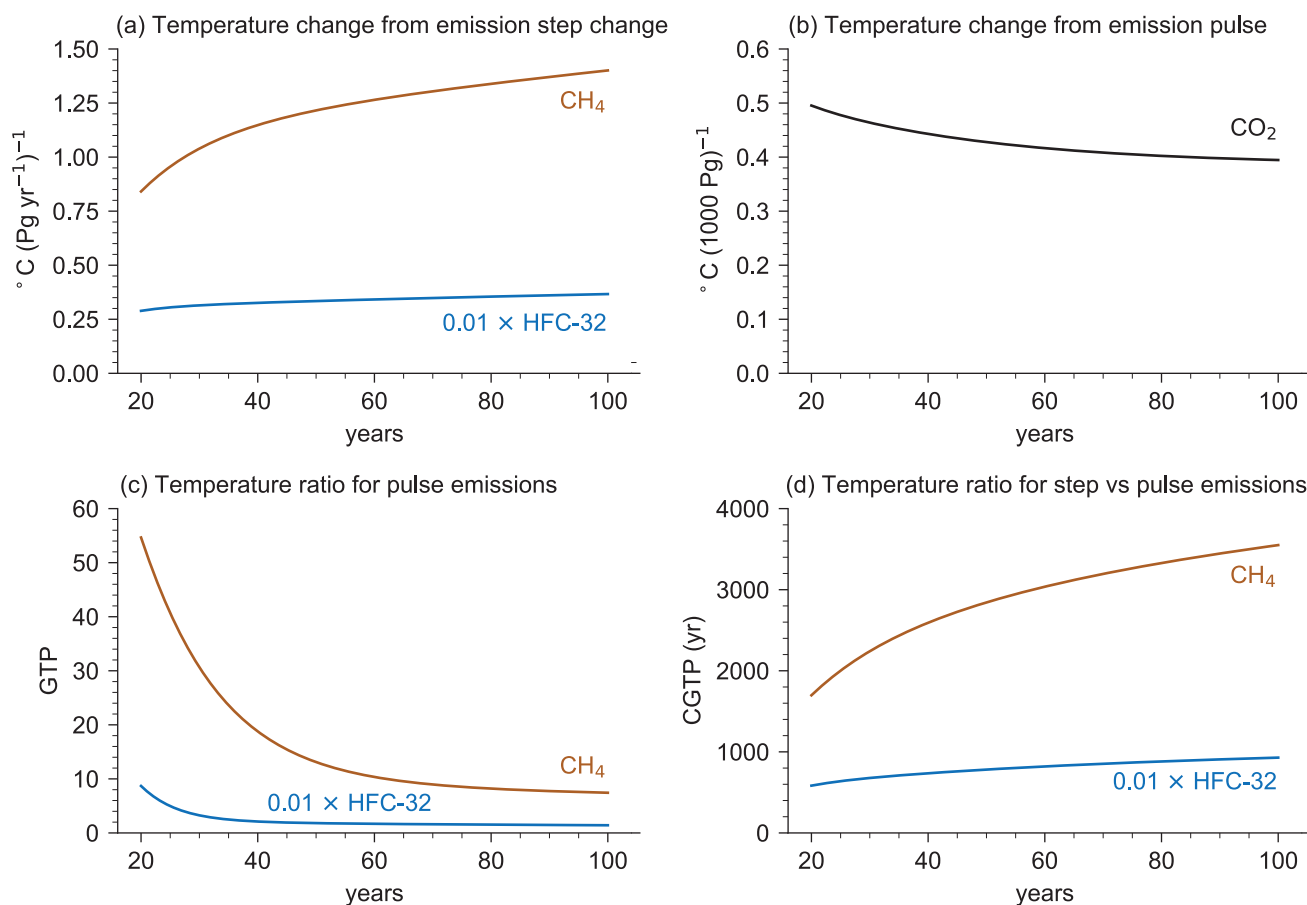 (a) Temperature change from emission step change
1.50
1.25
1.00
0.75
0.50
0.25
0.00
°C (Pg yr⁻¹)⁻¹
CH₄
0.01 × HFC-32
20 40 60 80 100
years
(b) Temperature change from emission pulse
0.6
0.5
0.4
0.3
0.2
0.1
0.0
°C (1000 Pg)⁻¹
CO₂
20 40 60 80 100
years
(c) Temperature ratio for pulse emissions
60
50
40
30
20
10
0
GTP
CH₄
0.01 × HFC-32
20 40 60 80 100
years
(d) Temperature ratio for step vs pulse emissions
4000
3000
2000
1000
0
CGTP (yr)
CH₄
0.01 × HFC-32
20 40 60 80 100
years